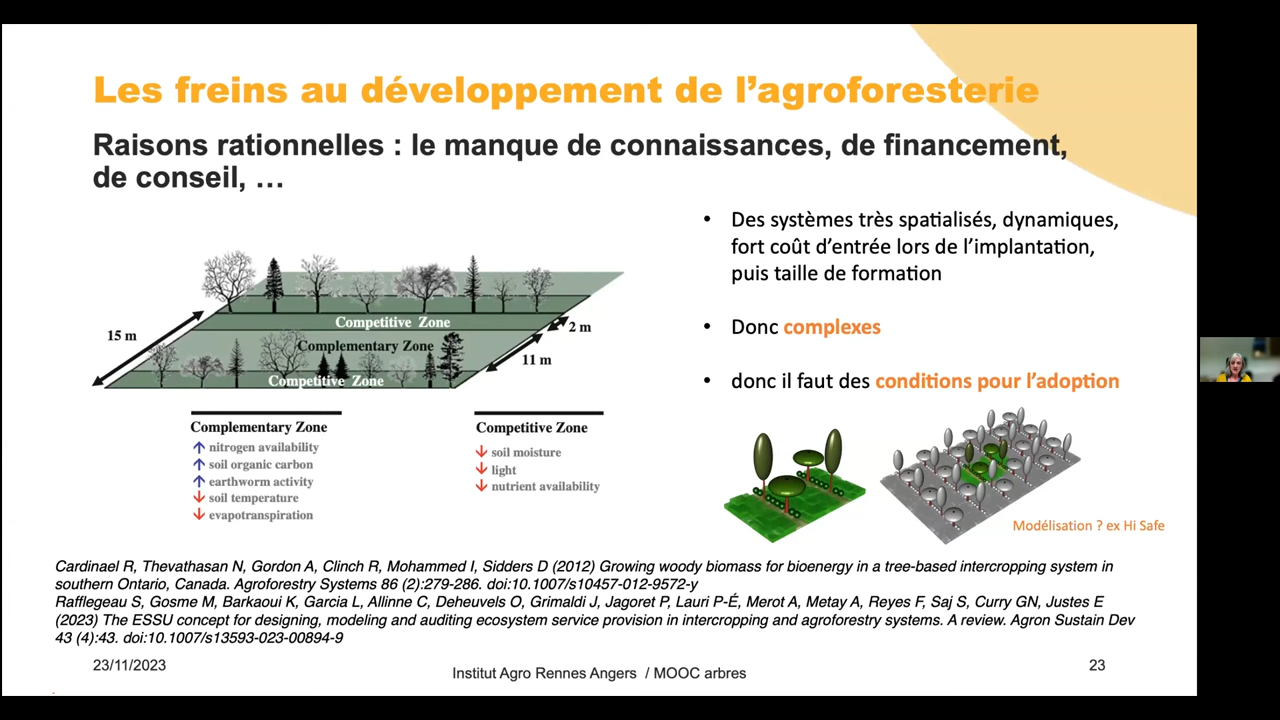 Les freins au développement de l’agroforesterie
Raisons rationnelles : le manque de connaissances, de financement,
de conseil, …
• Des systèmes très spatialisés, dynamiques,
fort coût d’entrée lors de l’implantation,
puis taille de formation
• Donc complexes
• donc il faut des conditions pour l’adoption
15 m
Competitive Zone
2 m
Complementary Zone
11 m
Competitive Zone
Complementary Zone
↑ nitrogen availability
↑ soil organic carbon
↑ earthworm activity
↓ soil temperature
↓ evapotranspiration
Competitive Zone
↓ soil moisture
↓ light
↓ nutrient availability
Modélisation ? ex Hi Safe
Cardinael R, Thevathasan N, Gordon A, Clinch R, Mohammed I, Sidders D (2012) Growing woody biomass for bioenergy in a tree-based intercropping system in
southern Ontario, Canada. Agroforestry Systems 86 (2):279-286. doi:10.1007/s10457-012-9572-y
Rafflegeau S, Gosme M, Barkaoui K, Garcia L, Allinne C, Deheuvels O, Grimaldi J, Jagoret P, Lauri P-É, Merot A, Metay A, Reyes F, Saj S, Curry GN, Justes E
(2023) The ESSU concept for designing, modeling and auditing ecosystem service provision in intercropping and agroforestry systems. A review. Agron Sustain Dev
43 (4):43. doi:10.1007/s13593-023-00894-9
23/11/2023
Institut Agro Rennes Angers / MOOC arbres
23